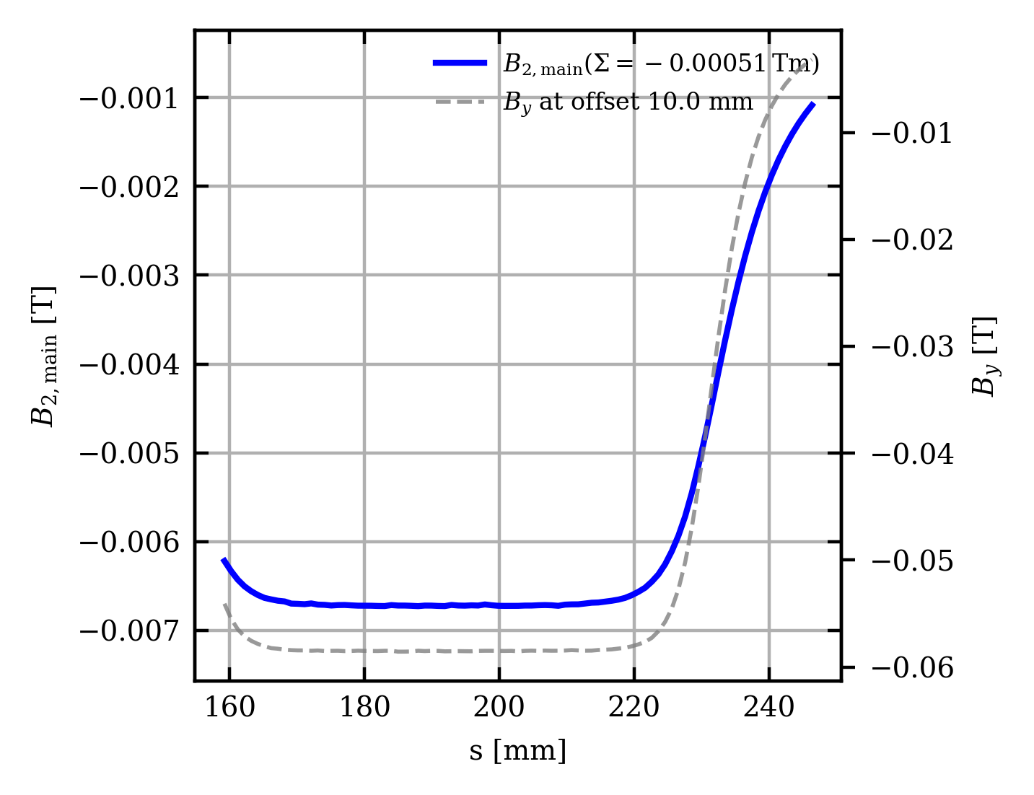 B2, main(Σ = − 0.00051 Tm)
By at offset 10.0 mm
−0.001
−0.002
−0.003
−0.004
−0.005
−0.006
−0.007
B2, main [T]
−0.01
−0.02
−0.03
−0.04
−0.05
−0.06
By [T]
160 180 200 220 240
s [mm]